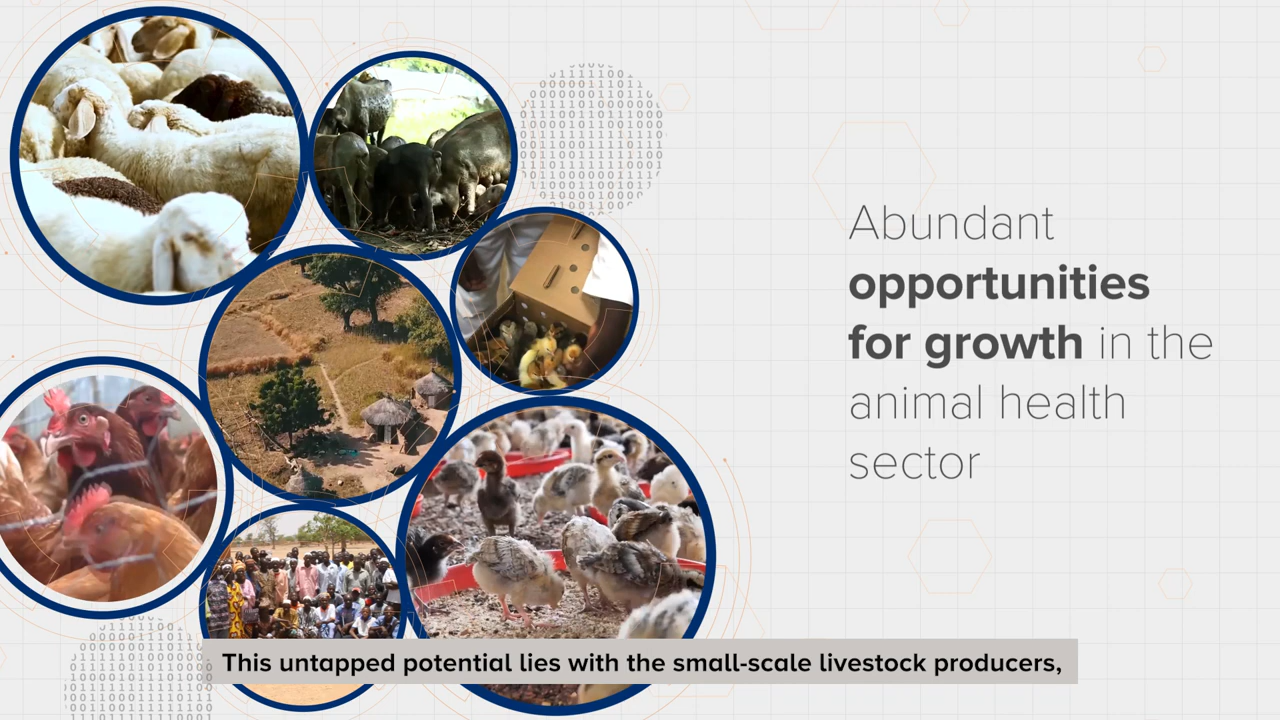 Abundant
opportunities
for growth in the
animal health
sector
This untapped potential lies with the small-scale livestock producers,